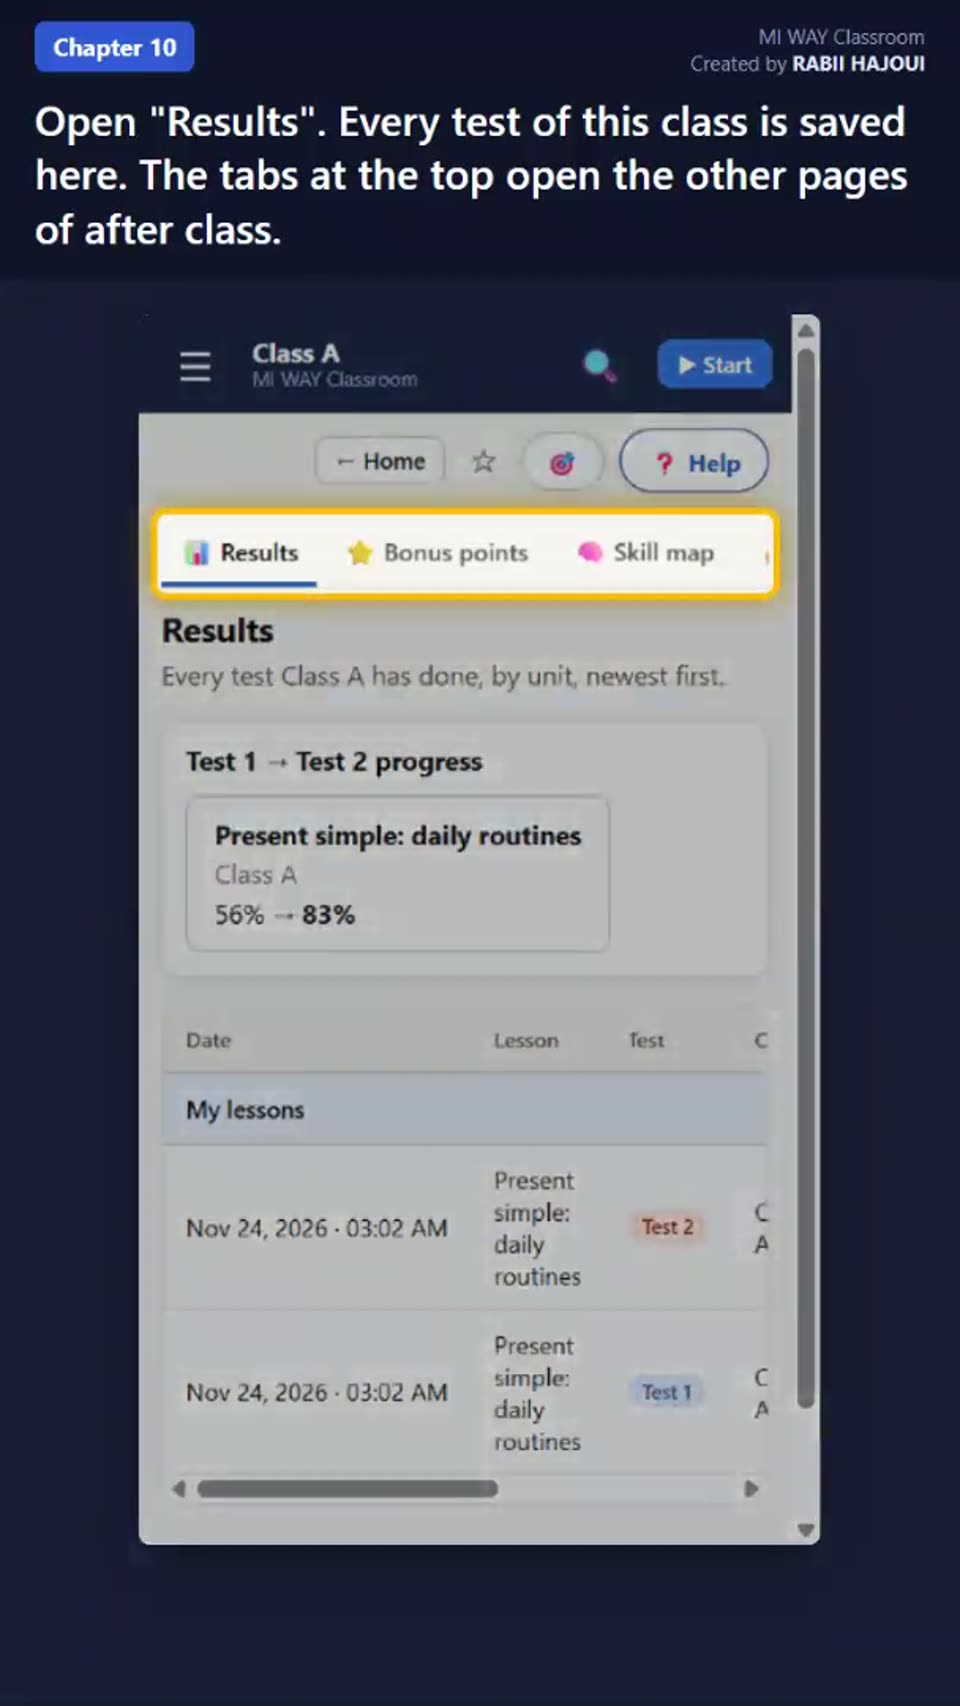 Chapter 10
MI WAY Classroom
Created by RABII HAJOUI
Open "Results". Every test of this class is saved
here. The tabs at the top open the other pages
of after class.
Class A
MI WAY Classroom
▶ Start
← Home
❓ Help
Results
Bonus points
Skill map
Results
Every test Class A has done, by unit, newest first.
Test 1 → Test 2 progress
Present simple: daily routines
Class A
56% → 83%
Date Lesson Test C
My lessons
Present
simple:
daily
routines
Nov 24, 2026 · 03:02 AM
Test 2
C
A
Present
simple:
daily
routines
Nov 24, 2026 · 03:02 AM
Test 1
C
A